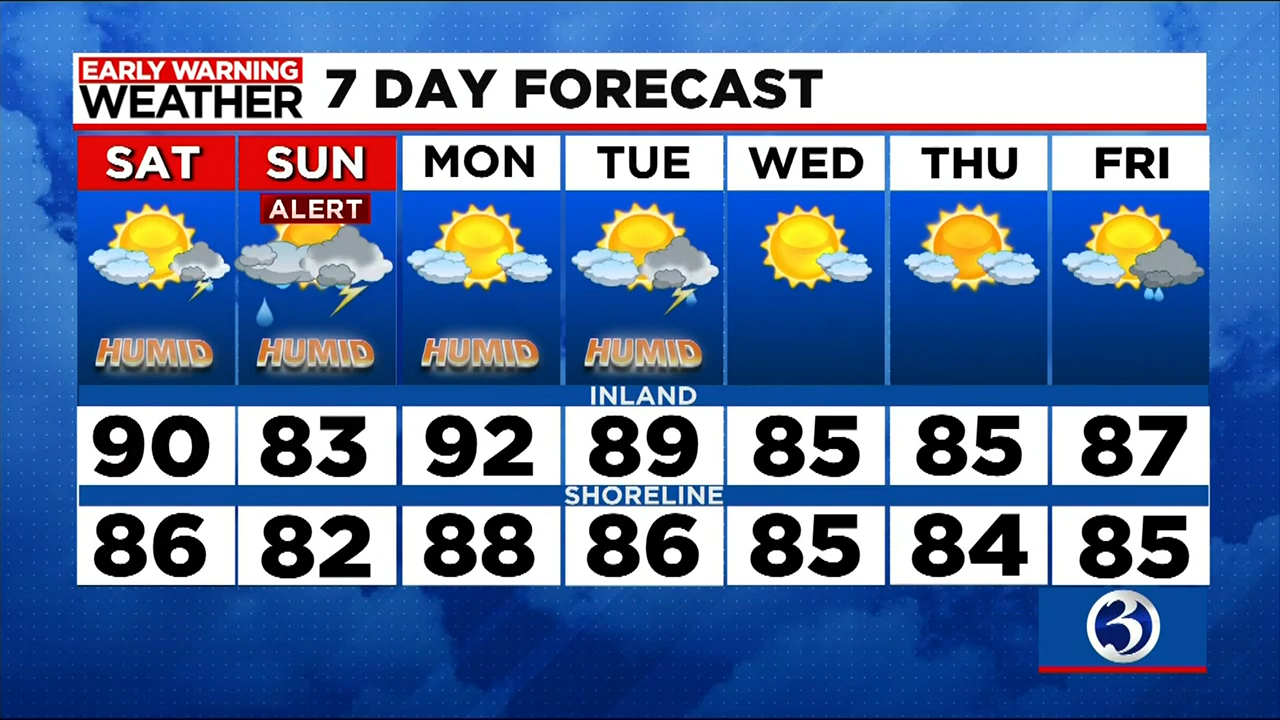 EARLY WARNING
WEATHER
7 DAY FORECAST
SAT SUN MON TUE WED THU FRI
ALERT
HUMID HUMID HUMID HUMID
INLAND
90 83 92 89 85 85 87
SHORELINE
86 82 88 86 85 84 85
3